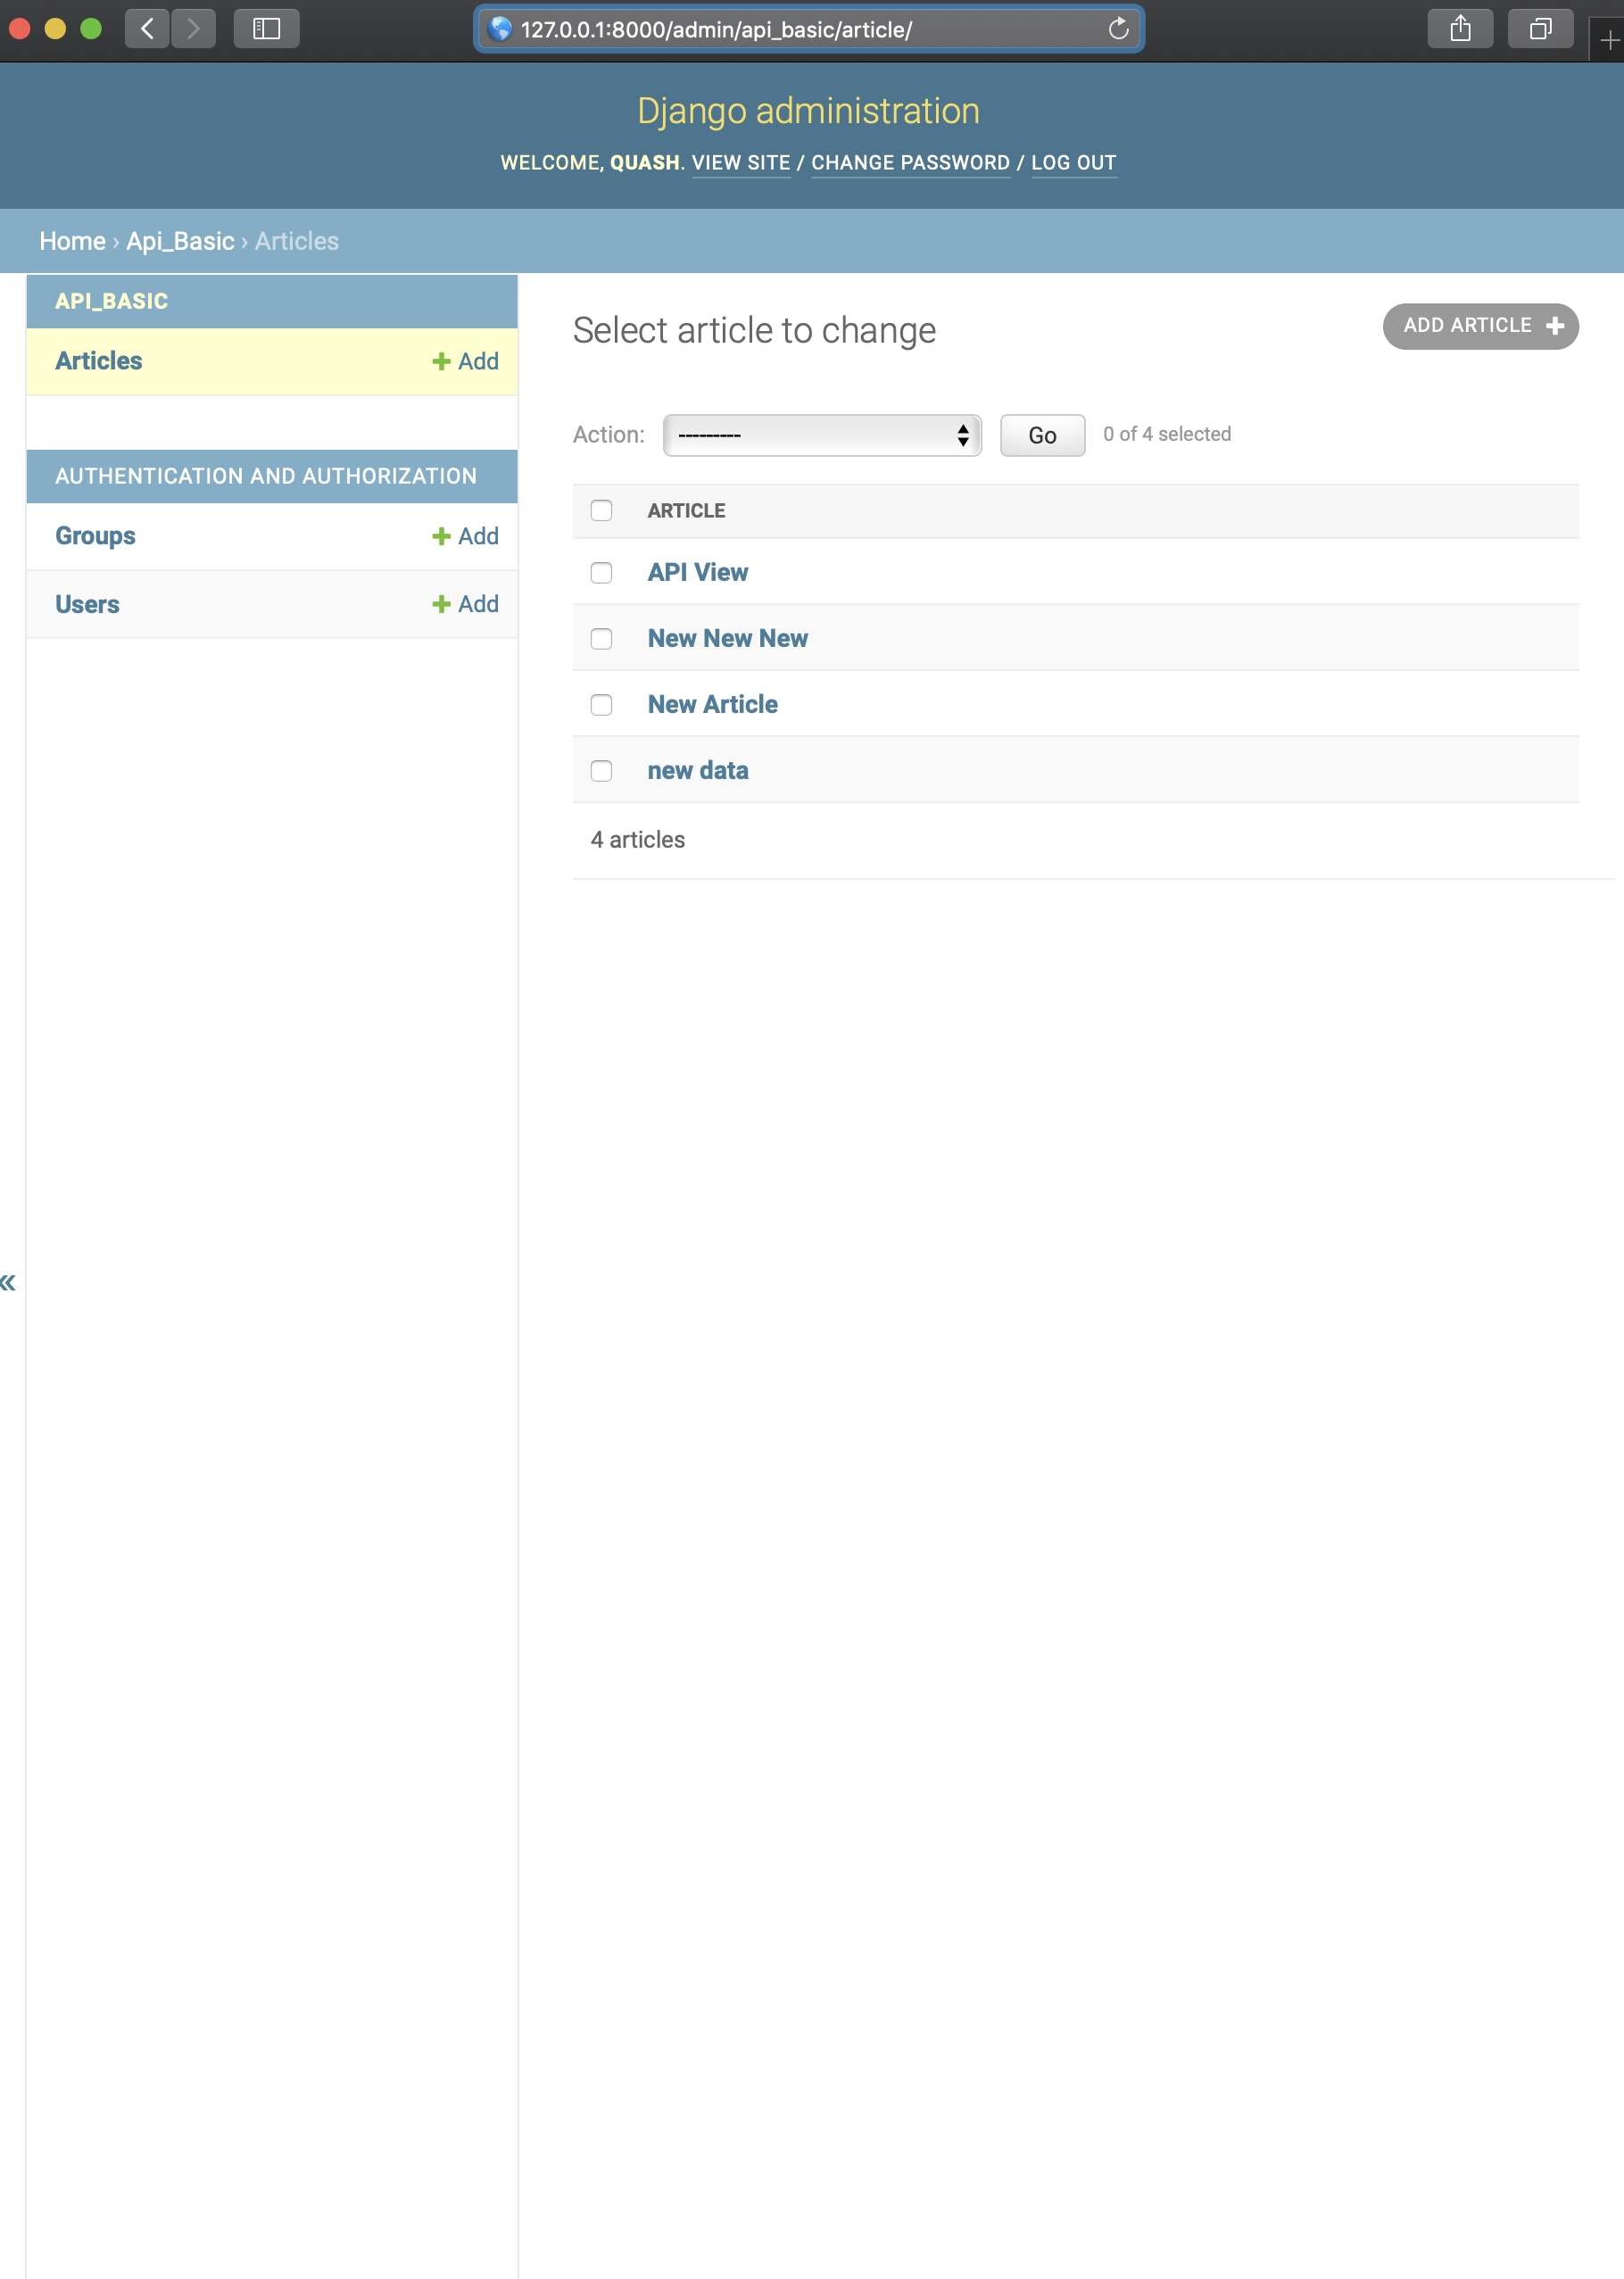 127.0.0.1:8000/admin/api_basic/article/
Django administration
WELCOME, QUASH. VIEW SITE / CHANGE PASSWORD / LOG OUT
Home › Api_Basic › Articles
API_BASIC
Articles + Add
AUTHENTICATION AND AUTHORIZATION
Groups + Add
Users + Add
«
Select article to change
ADD ARTICLE +
Action: --------- Go 0 of 4 selected
ARTICLE
API View
New New New
New Article
new data
4 articles